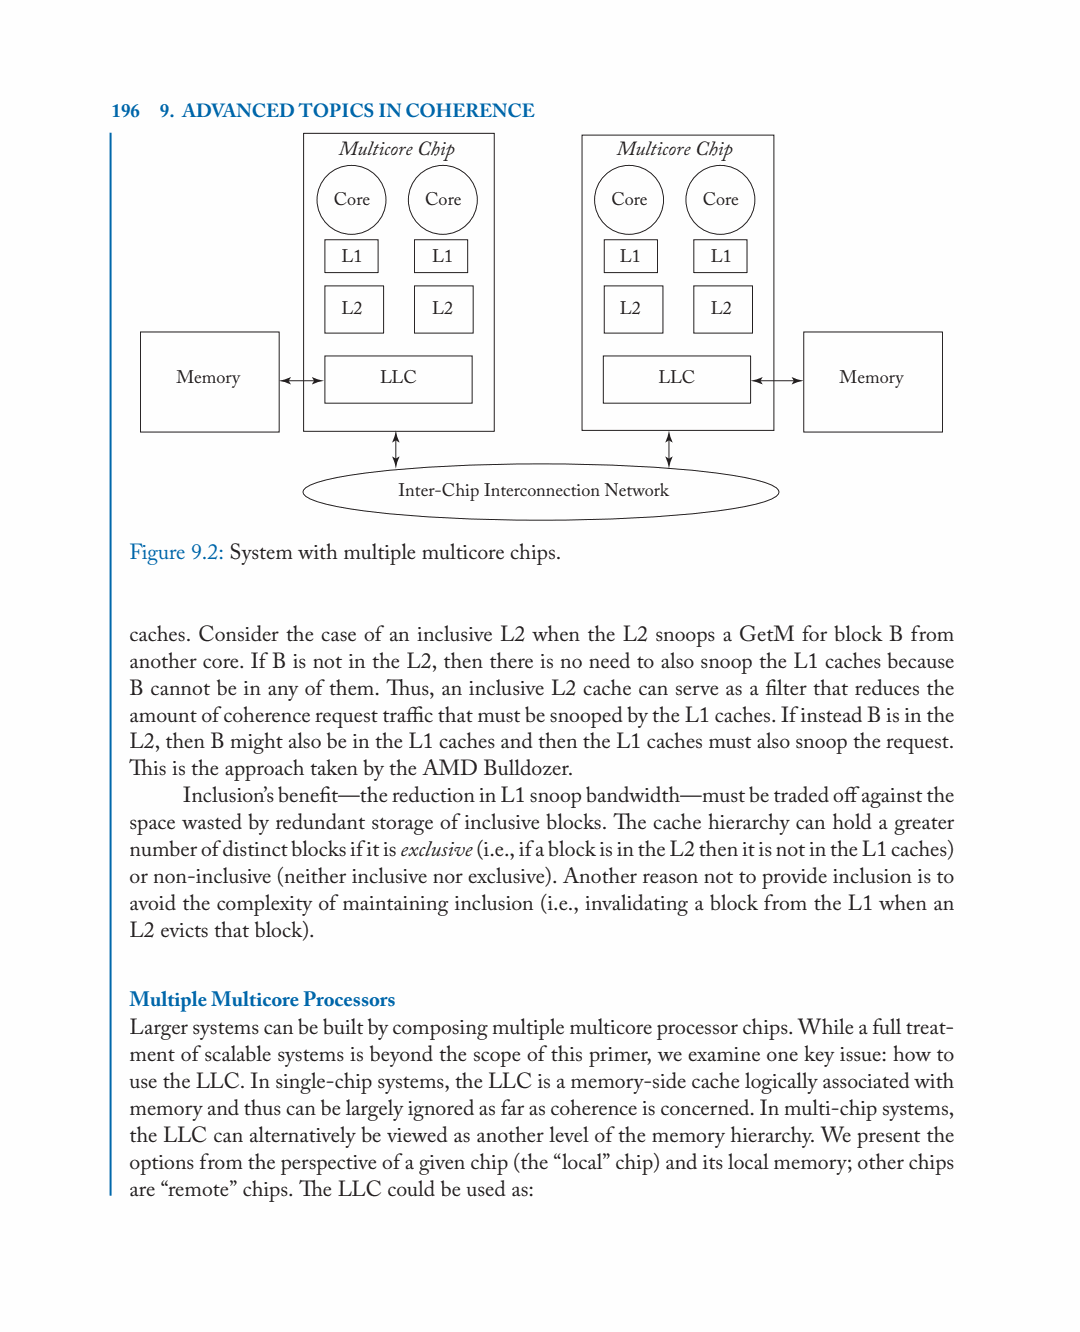 196 9. ADVANCED TOPICS IN COHERENCE
Multicore Chip Multicore Chip
Core Core Core Core
L1 L1 L1 L1
L2 L2 L2 L2
Memory LLC LLC Memory
Inter-Chip Interconnection Network
Figure 9.2: System with multiple multicore chips.
caches. Consider the case of an inclusive L2 when the L2 snoops a GetM for block B from
another core. If B is not in the L2, then there is no need to also snoop the L1 caches because
B cannot be in any of them. Thus, an inclusive L2 cache can serve as a filter that reduces the
amount of coherence request traffic that must be snooped by the L1 caches. If instead B is in the
L2, then B might also be in the L1 caches and then the L1 caches must also snoop the request.
This is the approach taken by the AMD Bulldozer.
Inclusion’s benefit—the reduction in L1 snoop bandwidth—must be traded off against the
space wasted by redundant storage of inclusive blocks. The cache hierarchy can hold a greater
number of distinct blocks if it is exclusive (i.e., if a block is in the L2 then it is not in the L1 caches)
or non-inclusive (neither inclusive nor exclusive). Another reason not to provide inclusion is to
avoid the complexity of maintaining inclusion (i.e., invalidating a block from the L1 when an
L2 evicts that block).
Multiple Multicore Processors
Larger systems can be built by composing multiple multicore processor chips. While a full treat-
ment of scalable systems is beyond the scope of this primer, we examine one key issue: how to
use the LLC. In single-chip systems, the LLC is a memory-side cache logically associated with
memory and thus can be largely ignored as far as coherence is concerned. In multi-chip systems,
the LLC can alternatively be viewed as another level of the memory hierarchy. We present the
options from the perspective of a given chip (the “local” chip) and its local memory; other chips
are “remote” chips. The LLC could be used as: